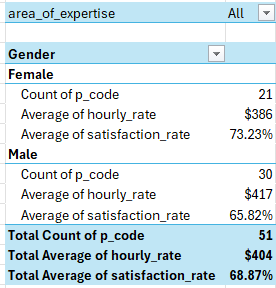 area_of_expertise All
Gender
Female
Count of p_code 21
Average of hourly_rate $386
Average of satisfaction_rate 73.23%
Male
Count of p_code 30
Average of hourly_rate $417
Average of satisfaction_rate 65.82%
Total Count of p_code 51
Total Average of hourly_rate $404
Total Average of satisfaction_rate 68.87%